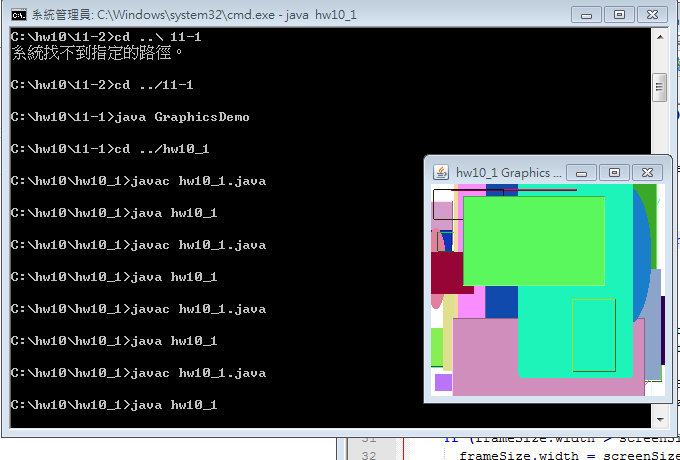 系統管理員: C:\Windows\system32\cmd.exe - java hw10_1
C:\hw10\11-2>cd ..\ 11-1
系統找不到指定的路徑。
C:\hw10\11-2>cd ../11-1
C:\hw10\11-1>java GraphicsDemo
C:\hw10\11-1>cd ../hw10_1
C:\hw10\hw10_1>javac hw10_1.java
C:\hw10\hw10_1>java hw10_1
C:\hw10\hw10_1>javac hw10_1.java
C:\hw10\hw10_1>java hw10_1
C:\hw10\hw10_1>javac hw10_1.java
C:\hw10\hw10_1>java hw10_1
C:\hw10\hw10_1>javac hw10_1.java
C:\hw10\hw10_1>java hw10_1
hw10_1 Graphics ...
31 if (frameSize.width > screenSi
32 frameSize.width = screenSize